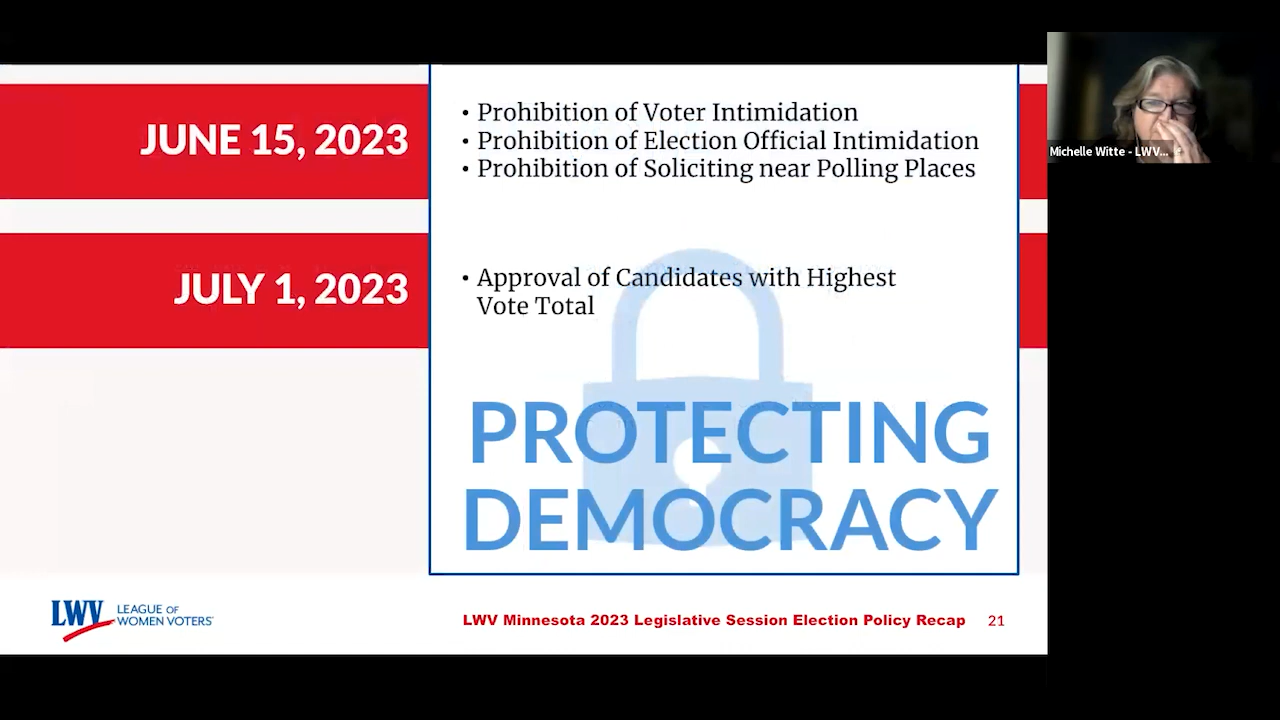 JUNE 15, 2023
• Prohibition of Voter Intimidation
• Prohibition of Election Official Intimidation
• Prohibition of Soliciting near Polling Places
JULY 1, 2023
• Approval of Candidates with Highest
Vote Total
PROTECTING
DEMOCRACY
LWV
LEAGUE OF
WOMEN VOTERS®
LWV Minnesota 2023 Legislative Session Election Policy Recap
21
Michelle Witte - LWV...